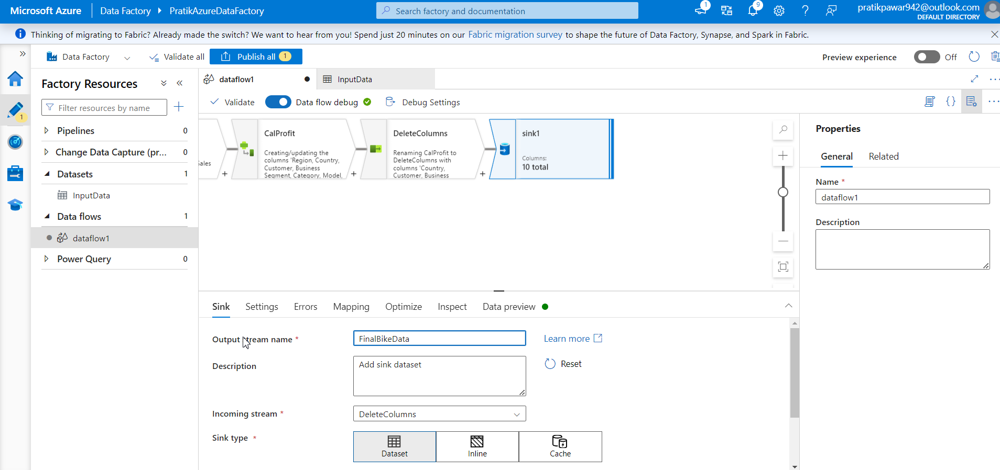 Microsoft Azure
Data Factory
PratikAzureDataFactory
Search factory and documentation
1
9
pratikpawar942@outlook.com
DEFAULT DIRECTORY
Thinking of migrating to Fabric? Already made the switch? We want to hear from you! Spend just 20 minutes on our Fabric migration survey to shape the future of Data Factory, Synapse, and Spark in Fabric.
Data Factory
Validate all
Publish all 1
Preview experience
Off
1
Factory Resources
Filter resources by name
Pipelines 0
Change Data Capture (pr... 0
Datasets 1
InputData
Data flows 1
dataflow1
Power Query 0
dataflow1
InputData
Validate
Data flow debug
Debug Settings
Sales
+
CalProfit
Creating/updating the
columns 'Region, Country,
Customer, Business
Segment, Category, Model,
+
DeleteColumns
Renaming CalProfit to
DeleteColumns with
columns 'Country,
Customer, Business
+
sink1
Columns:
10 total
Properties
General
Related
Name *
dataflow1
Description
Sink
Settings
Errors
Mapping
Optimize
Inspect
Data preview
Output stream name *
FinalBikeData
Learn more
Description
Add sink dataset
Reset
Incoming stream *
DeleteColumns
Sink type *
Dataset
Inline
Cache